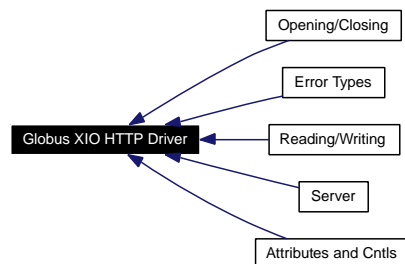 Opening/Closing
Error Types
Globus XIO HTTP Driver
Reading/Writing
Server
Attributes and Cntls